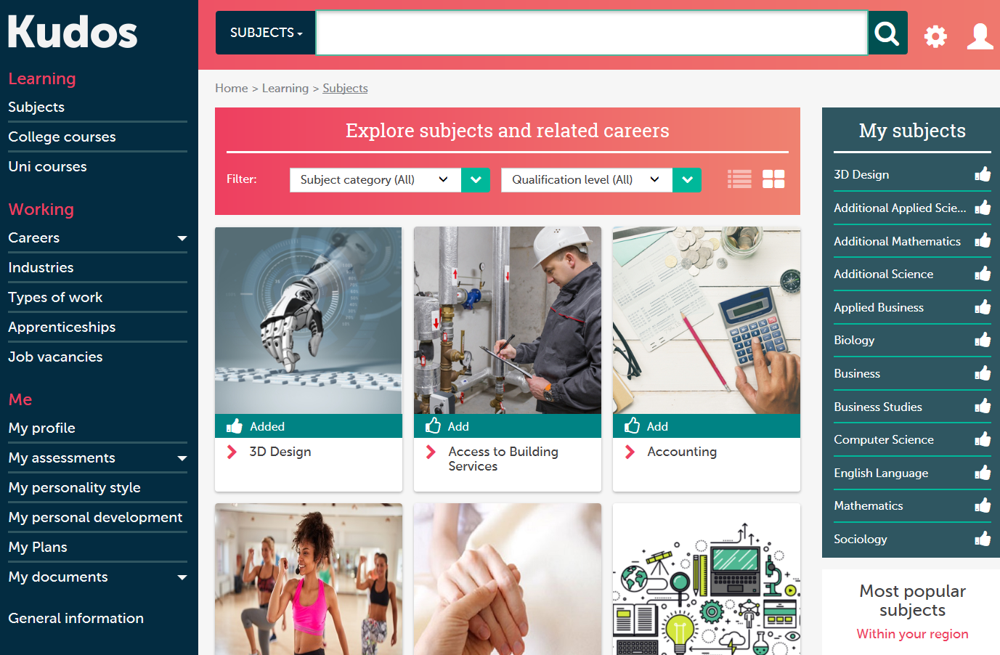 Kudos
Learning
Subjects
College courses
Uni courses
Working
Careers
Industries
Types of work
Apprenticeships
Job vacancies
Me
My profile
My assessments
My personality style
My personal development
My Plans
My documents
General information
SUBJECTS
Home > Learning > Subjects
Explore subjects and related careers
Filter:
Subject category (All)
Qualification level (All)
Added
3D Design
Add
Access to Building
Services
Add
Accounting
My subjects
3D Design
Additional Applied Scie...
Additional Mathematics
Additional Science
Applied Business
Biology
Business
Business Studies
Computer Science
English Language
Mathematics
Sociology
Most popular
subjects
Within your region